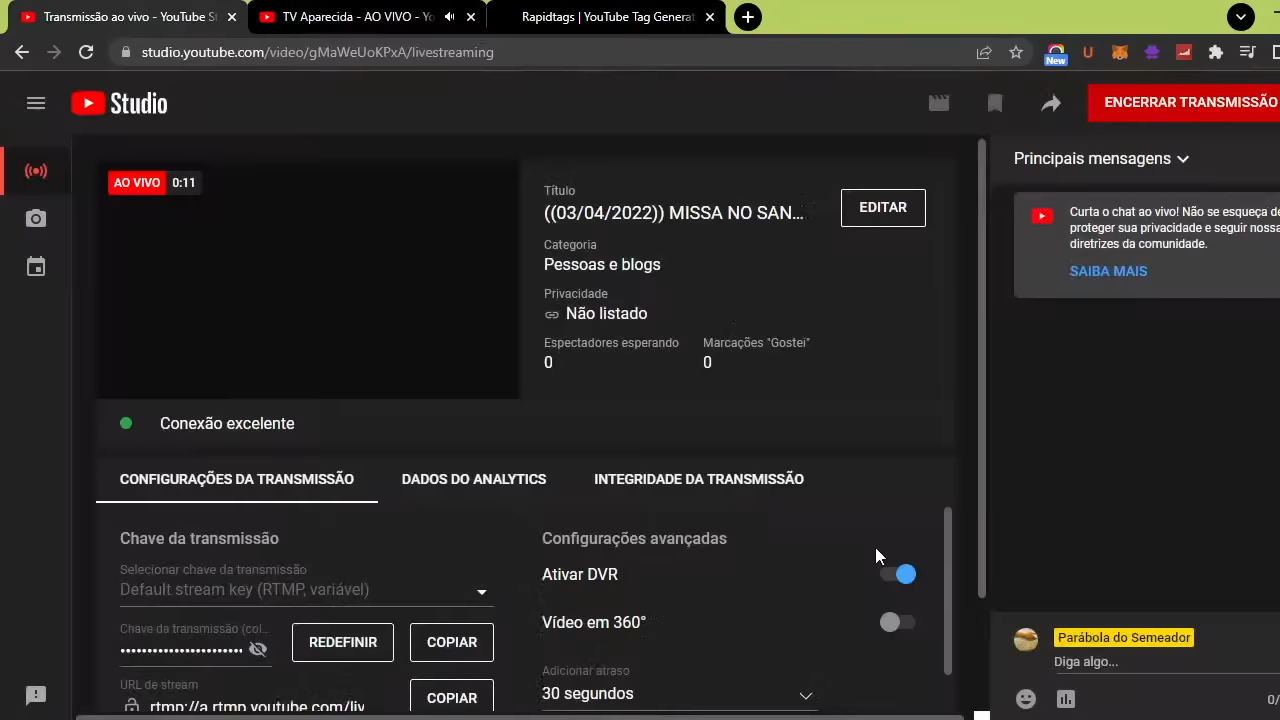 Transmissão ao vivo - YouTube S
TV Aparecida - AO VIVO - Yo
Rapidtags | YouTube Tag Generat
studio.youtube.com/video/gMaWeUoKPxA/livestreaming
New
U
Studio
ENCERRAR TRANSMISSÃO
AO VIVO 0:11
Título
((03/04/2022)) MISSA NO SAN...
EDITAR
Categoria
Pessoas e blogs
Privacidade
Não listado
Espectadores esperando
0
Marcações "Gostei"
0
Principais mensagens
Curta o chat ao vivo! Não se esqueça de
proteger sua privacidade e seguir nossa
diretrizes da comunidade.
SAIBA MAIS
Conexão excelente
CONFIGURAÇÕES DA TRANSMISSÃO
DADOS DO ANALYTICS
INTEGRIDADE DA TRANSMISSÃO
Chave da transmissão
Selecionar chave da transmissão
Default stream key (RTMP, variável)
Chave da transmissão (col...
REDEFINIR
COPIAR
URL de stream
rtmp://a.rtmp.youtube.com/liv
COPIAR
Configurações avançadas
Ativar DVR
Vídeo em 360°
Adicionar atraso
30 segundos
Parábola do Semeador
Diga algo...
0/